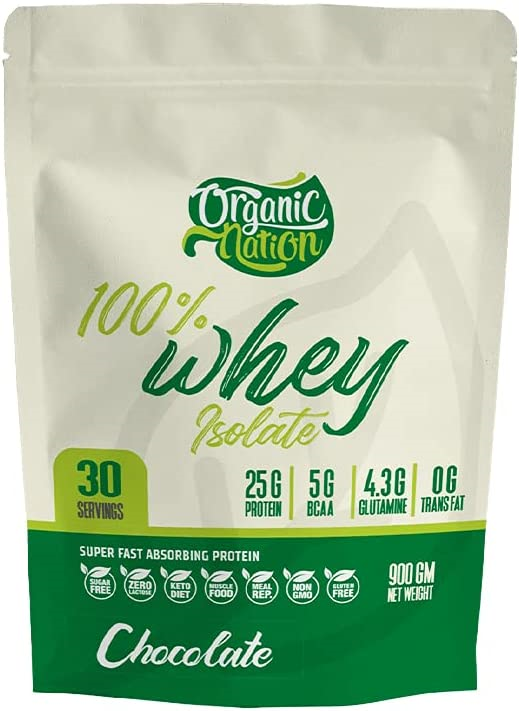 Organic
Nation
100%
Whey
Isolate
30
SERVINGS
25G
PROTEIN
5G
BCAA
4.3G
GLUTAMINE
0G
TRANS FAT
SUPER FAST ABSORBING PROTEIN
SUGAR
FREE
ZERO
LACTOSE
KETO
DIET
MUSCLE
FOOD
MEAL
REP.
NON
GMO
GLUTEN
FREE
900 GM
NET WEIGHT
Chocolate